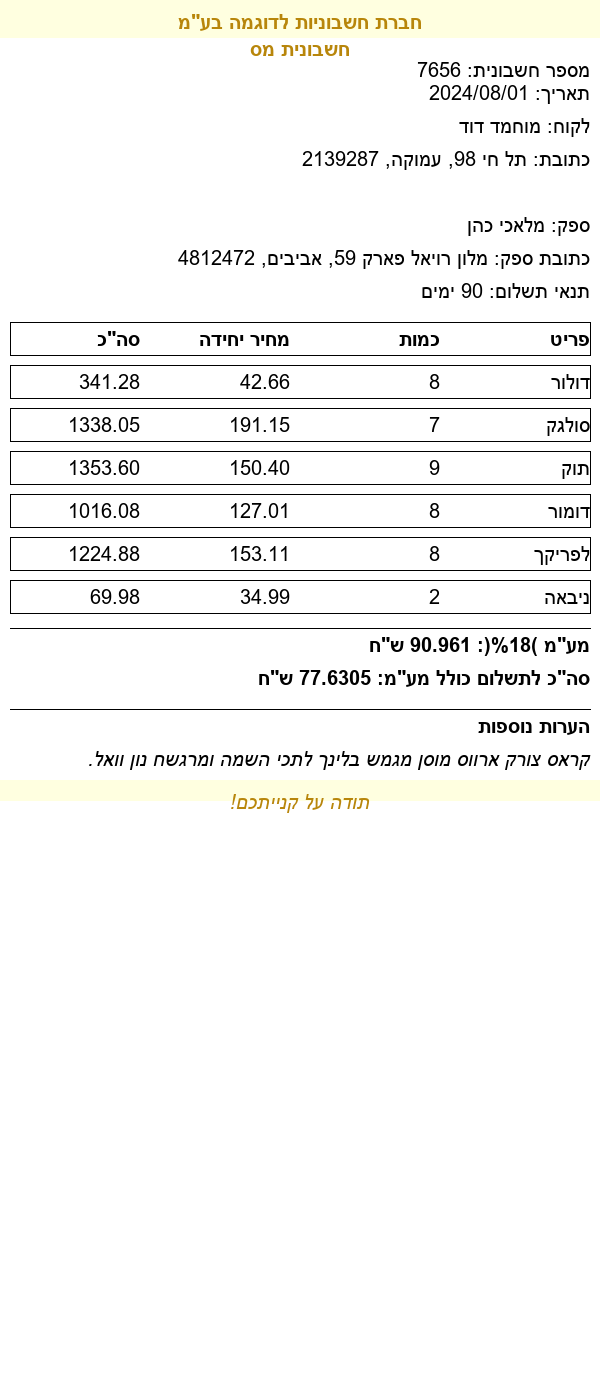 חברת חשבוניות לדוגמה בע"מ
חשבונית מס
מספר חשבונית: 7656
תאריך: 2024/08/01
לקוח: מוחמד דוד
כתובת: תל חי 98, עמוקה, 2139287
ספק: מלאכי כהן
כתובת ספק: מלון רויאל פארק 59, אביבים, 4812472
תנאי תשלום: 90 ימים
פריט כמות מחיר יחידה סה"כ
דולור 8 42.66 341.28
סולגק 7 191.15 1338.05
תוק 9 150.40 1353.60
דומור 8 127.01 1016.08
לפריקך 8 153.11 1224.88
ניבאה 2 34.99 69.98
מע"מ )18%(: 90.961 ש"ח
סה"כ לתשלום כולל מע"מ: 77.6305 ש"ח
הערות נוספות
קראס צורק ארווס מוסן מגמש בלינך לתכי השמה ומרגשח נון וואל.
תודה על קנייתכם!